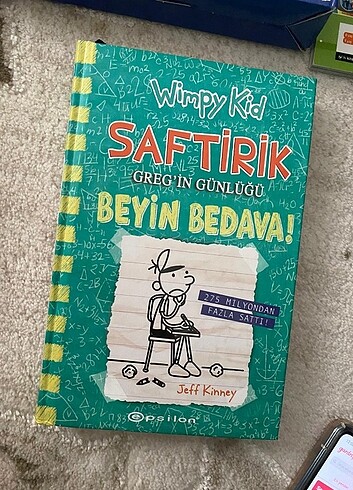 Wimpy Kid
SAFTİRİK
GREG'İN GÜNLÜĞÜ
BEYİN BEDAVA!
275 MİLYONDAN
FAZLA SATTI!
Jeff Kinney
epsilon